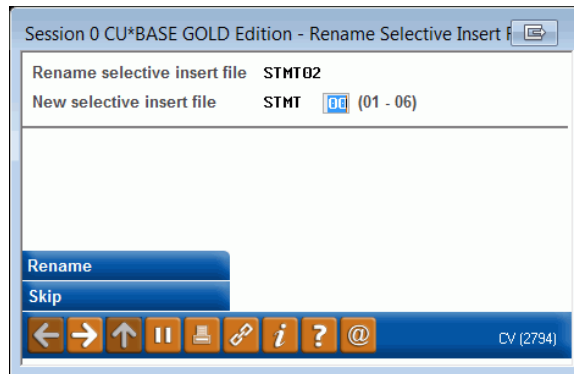 Session 0 CU*BASE GOLD Edition - Rename Selective Insert F
Rename selective insert file STMT02
New selective insert file STMT 00 (01 - 06)
Rename
Skip
i ? @ CV (2794)